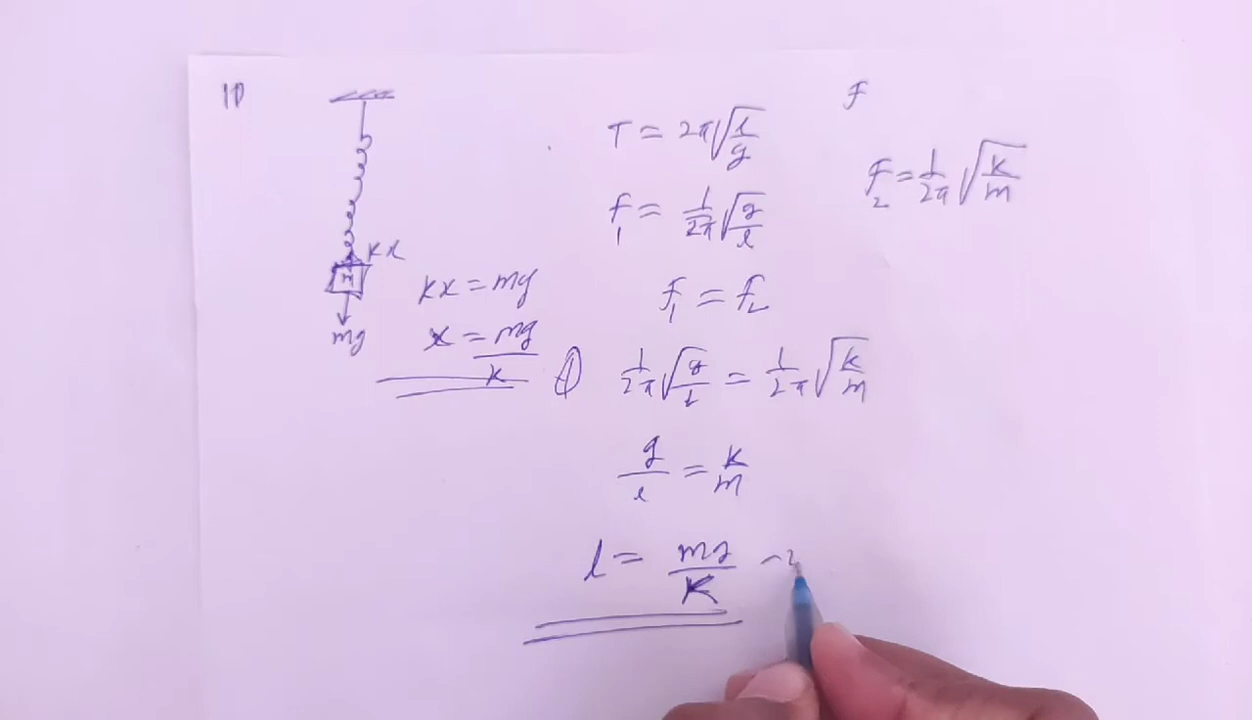 10
F
T = 2π√l/g
F₂ = 1/2π √k/m
f₁ = 1/2π √g/l
kx
kx = mg
F₁ = F₂
mg
x = mg/k ①
1/2π √g/l = 1/2π √k/m
g/l = k/m
l = mg/K